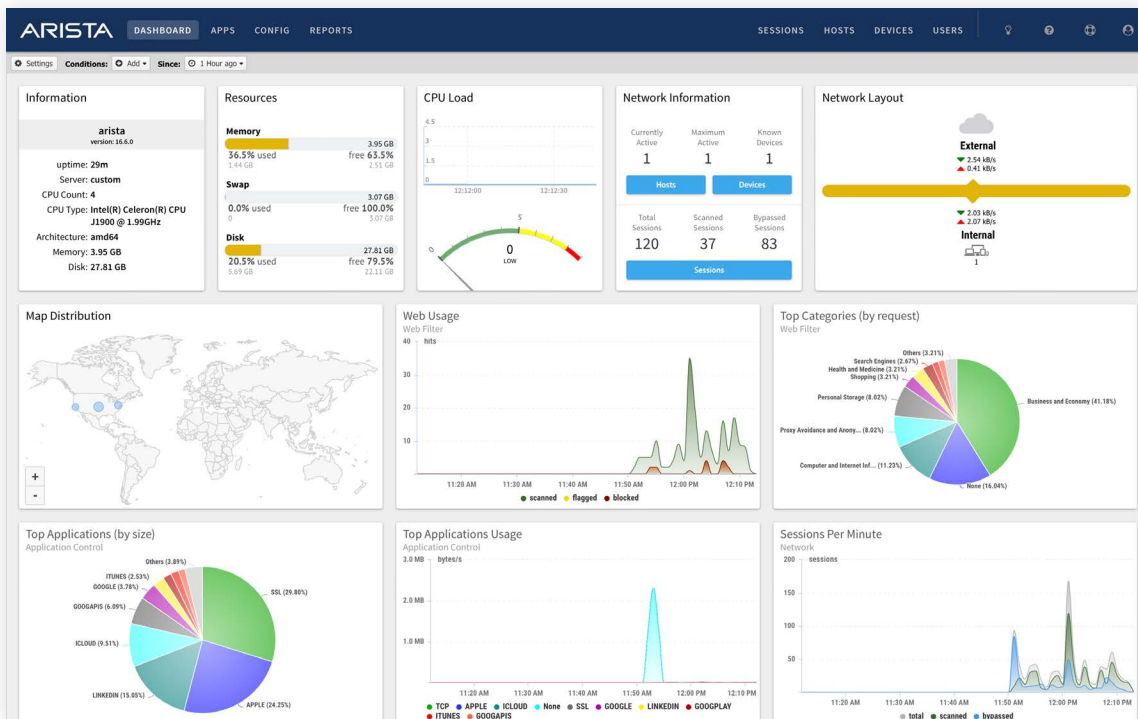 ARISTA DASHBOARD APPS CONFIG REPORTS SESSIONS HOSTS DEVICES USERS
Settings Conditions: Add Since: 1 Hour ago
Information
arista
version: 16.6.0
uptime: 29m
Server: custom
CPU Count: 4
CPU Type: Intel(R) Celeron(R) CPU
J1900 @ 1.99GHz
Architecture: amd64
Memory: 3.95 GB
Disk: 27.81 GB
Resources
Memory
3.95 GB
36.5% used free 63.5%
1.44 GB 2.51 GB
Swap
3.07 GB
0.0% used free 100.0%
0 3.07 GB
Disk
27.81 GB
20.5% used free 79.5%
5.69 GB 22.11 GB
CPU Load
4.5
3
1.5
0
12:12:00 12:12:30
5
0
0
LOW
Network Information
Currently Maximum Known
Active Active Devices
1 1 1
Hosts Devices
Total Scanned Bypassed
Sessions Sessions Sessions
120 37 83
Sessions
Network Layout
External
2.54 kB/s
0.41 kB/s
2.03 kB/s
2.07 kB/s
Internal
1
Map Distribution
+
-
Web Usage
Web Filter
40 hits
30
20
10
11:20 AM 11:30 AM 11:40 AM 11:50 AM 12:00 PM 12:10 PM
scanned flagged blocked
Top Categories (by request)
Web Filter
Others (3.21%)
Search Engines (2.67%)
Health and Medicine (3.21%)
Shopping (3.21%)
Personal Storage (8.02%)
Business and Economy (41.18%)
Proxy Avoidance and Anony... (8.02%)
Computer and Internet Inf... (11.23%)
None (16.04%)
Top Applications (by size)
Application Control
Others (3.89%)
ITUNES (2.53%)
GOOGLE (3.78%)
SSL (29.80%)
GOOGAPIS (6.09%)
ICLOUD (9.51%)
LINKEDIN (15.05%)
APPLE (24.25%)
Top Applications Usage
Application Control
3.0 MB bytes/s
2.0 MB
1.0 MB
11:20 AM 11:30 AM 11:40 AM 11:50 AM 12:00 PM 12:10 PM
TCP APPLE ICLOUD None SSL GOOGLE LINKEDIN GOOGPLAY
ITUNES GOOGAPIS
Sessions Per Minute
Network
200 sessions
150
100
50
11:20 AM 11:30 AM 11:40 AM 11:50 AM 12:00 PM 12:10 PM
total scanned bypassed